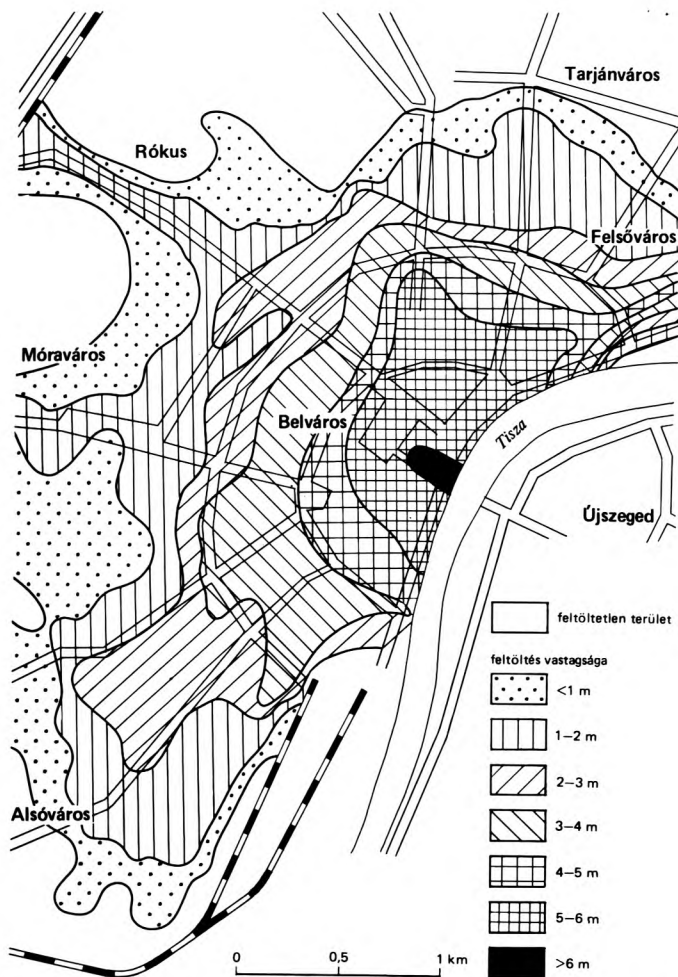 Tarjánváros
Rókus
Felsőváros
Móraváros
Belváros
Tisza
Újszeged
Alsóváros
feltöltetlen terület
feltöltés vastagsága
<1 m
1–2 m
2–3 m
3–4 m
4–5 m
5–6 m
>6 m
0 0,5 1 km